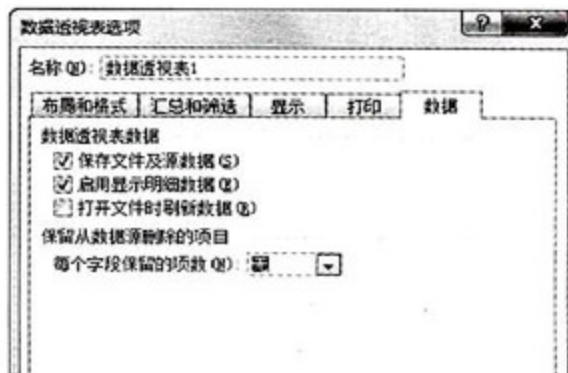 数据透视表选项
名称(N): 数据透视表1
布局和格式 汇总和筛选 显示 打印 数据
数据透视表数据
保存文件及源数据(S)
启用显示明细数据(E)
打开文件时刷新数据(R)
保留从数据源删除的项目
每个字段保留的项数(N):